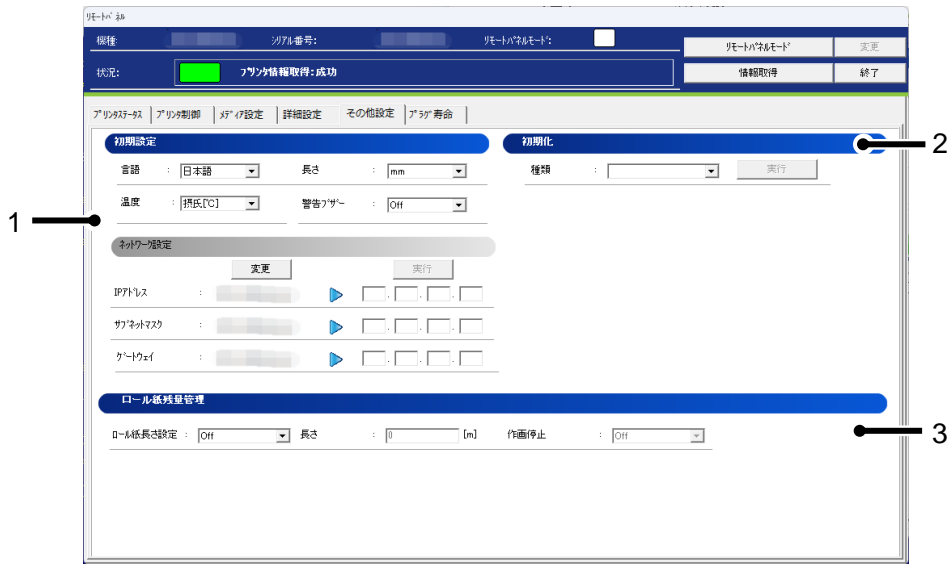 リモートパネル
機種:
シリアル番号:
リモートパネルモード:
リモートパネルモード
変更
状況:
プリンタ情報取得:成功
情報取得
終了
プリンタステータス
プリンタ制御
メディア設定
詳細設定
その他設定
プラグ寿命
初期設定
初期化
2
言語 : 日本語
長さ : mm
種類 :
実行
温度 : 摂氏[℃]
警告ブザー : Off
1
ネットワーク設定
変更
実行
IPアドレス :
サブネットマスク :
ゲートウェイ :
ロール紙残量管理
ロール紙長さ設定 : Off
長さ : 0 [m]
作画停止 : Off
3